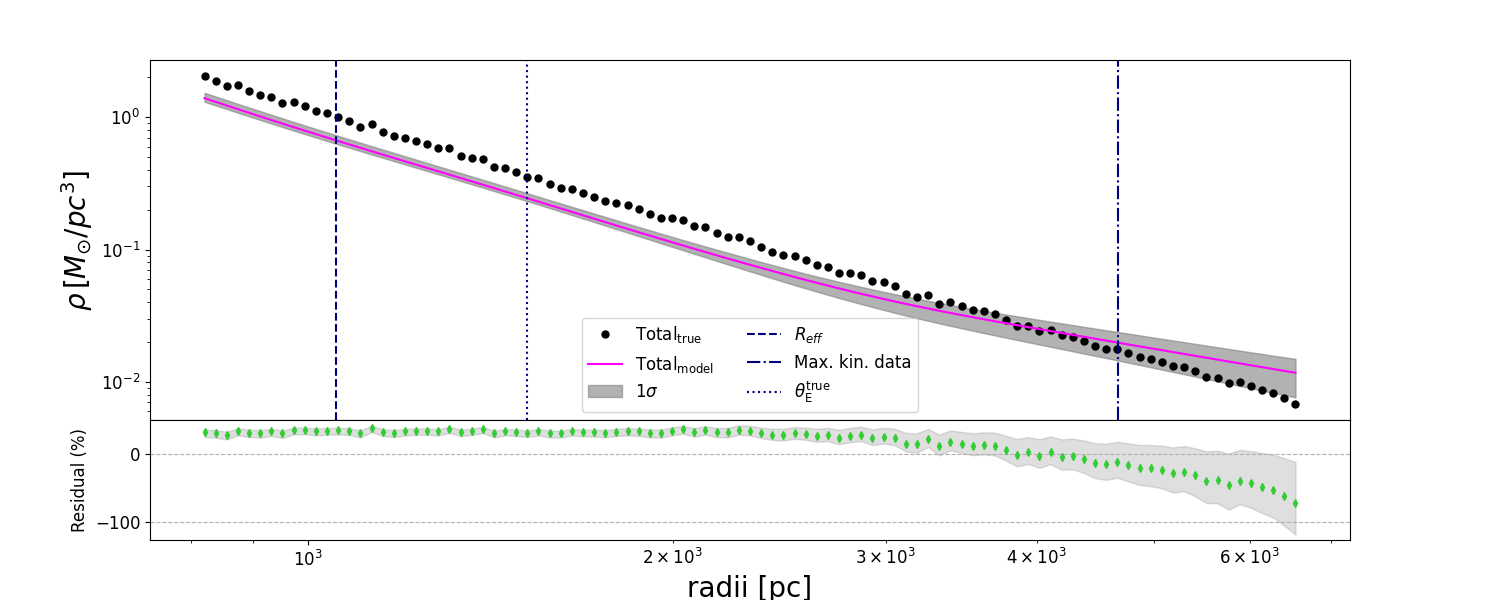 ρ [M⊙/pc³]
10⁰
10⁻¹
10⁻²
Total_true
Total_model
1σ
R_eff
Max. kin. data
θ_E^true
Residual (%)
0
−100
10³
2 × 10³
3 × 10³
4 × 10³
6 × 10³
radii [pc]